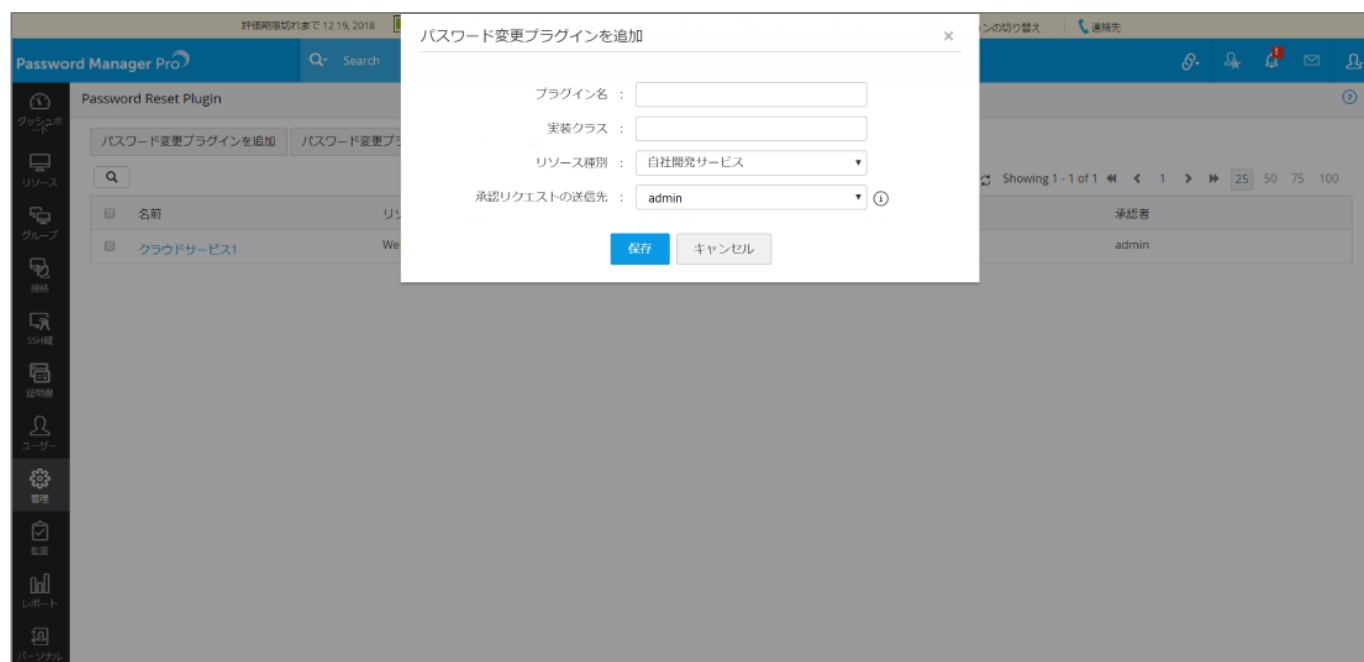 評価期限切れまで 12 19, 2018
ンの切り替え
連絡先
Password Manager Pro
Search
パスワード変更プラグインを追加
×
プラグイン名 :
実装クラス :
リソース種別 : 自社開発サービス
承認リクエストの送信先 : admin
保存
キャンセル
ダッシュボ
ード
リソース
グループ
接続
SSH鍵
証明書
ユーザー
管理
監査
レポート
パーソナル
Password Reset Plugin
パスワード変更プラグインを追加
パスワード変更プラ
Showing 1 - 1 of 1
1
25 50 75 100
名前
リソ
承認者
クラウドサービス1
We
admin